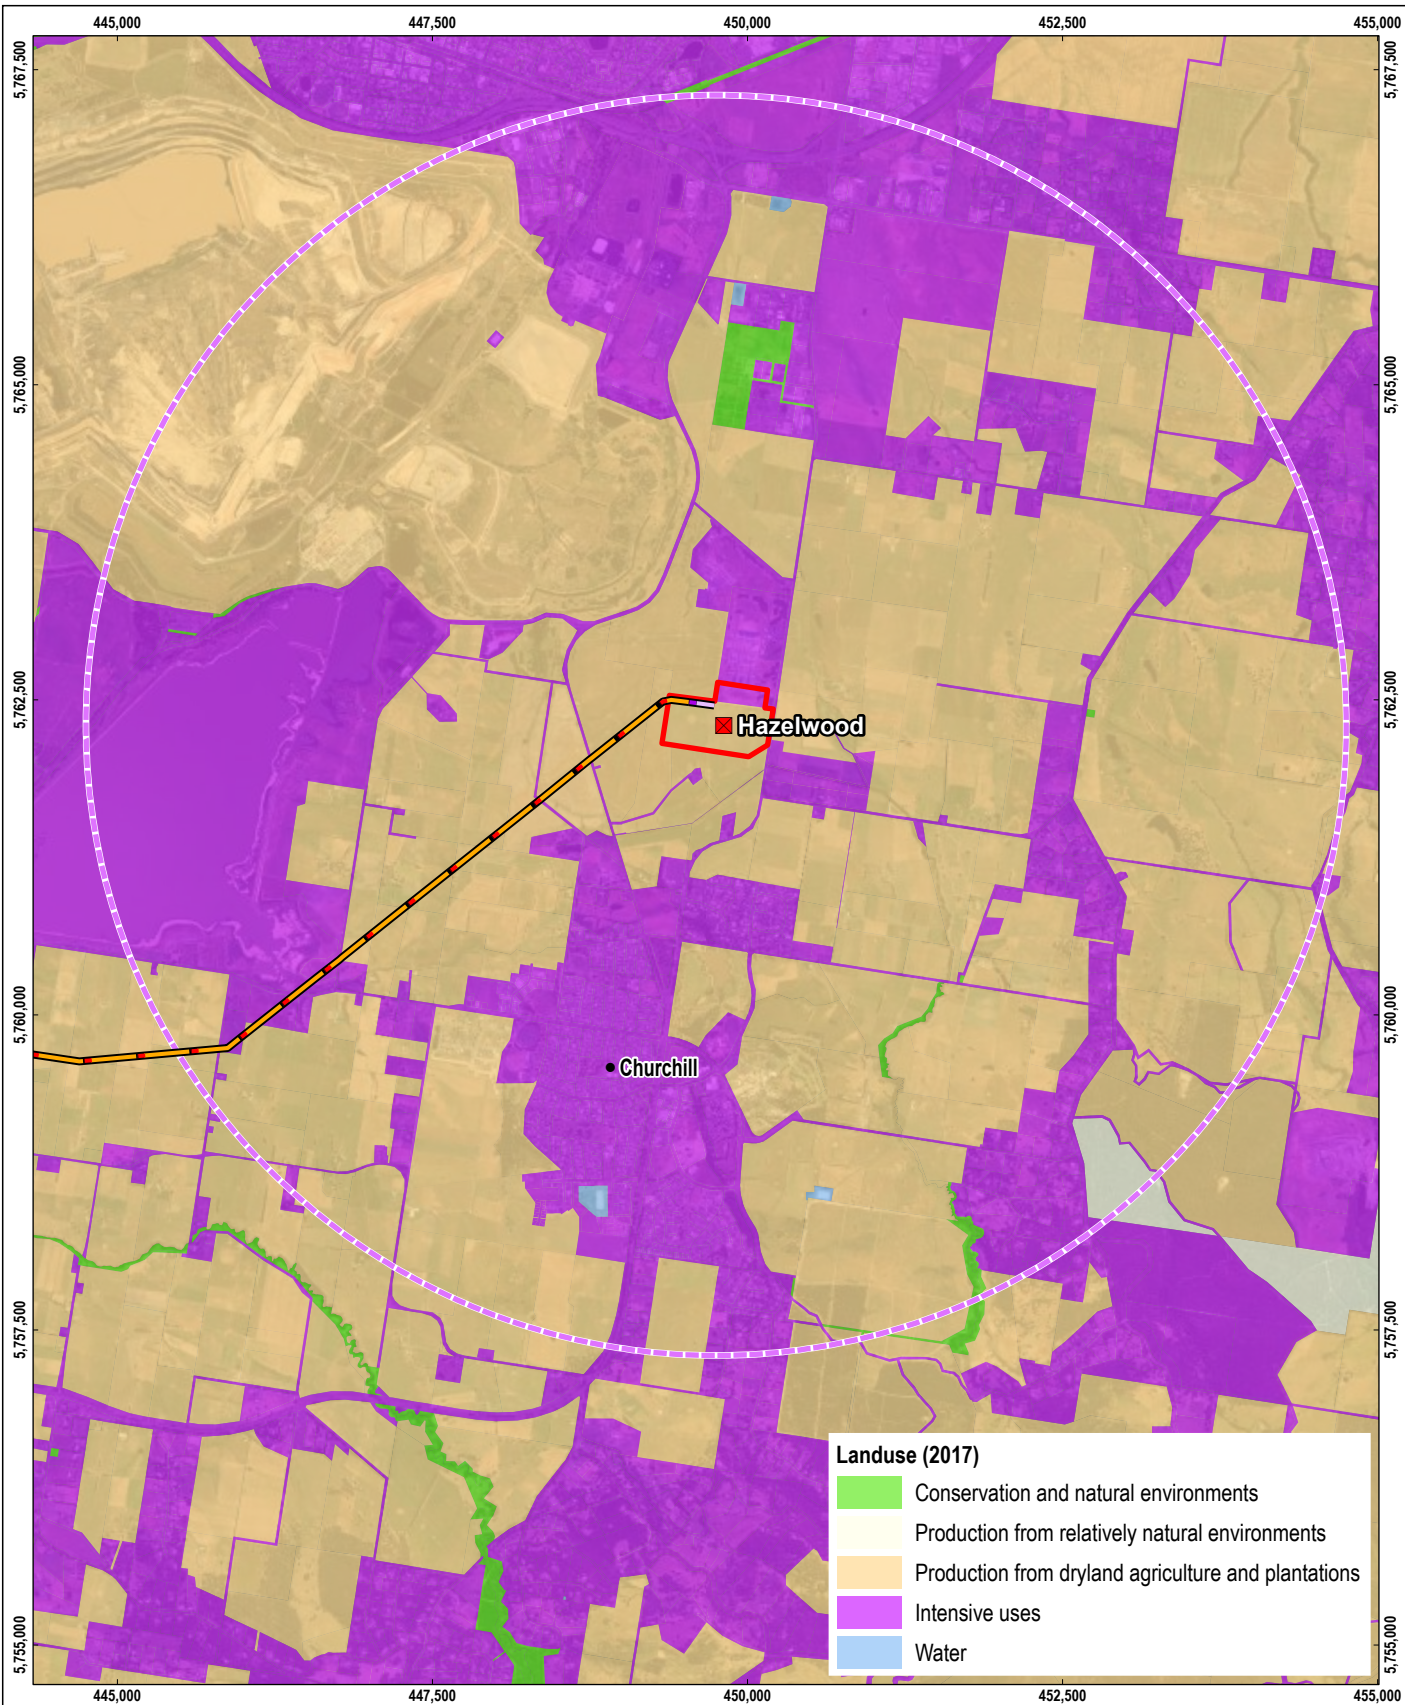 445,000 447,500 450,000 452,500 455,000
5,767,500 5,767,500
5,765,000 5,765,000
5,762,500 5,762,500
Hazelwood
5,760,000 5,760,000
Churchill
5,757,500 5,757,500
Landuse (2017)
Conservation and natural environments
Production from relatively natural environments
Production from dryland agriculture and plantations
Intensive uses
Water
5,755,000 5,755,000
445,000 447,500 450,000 452,500 455,000